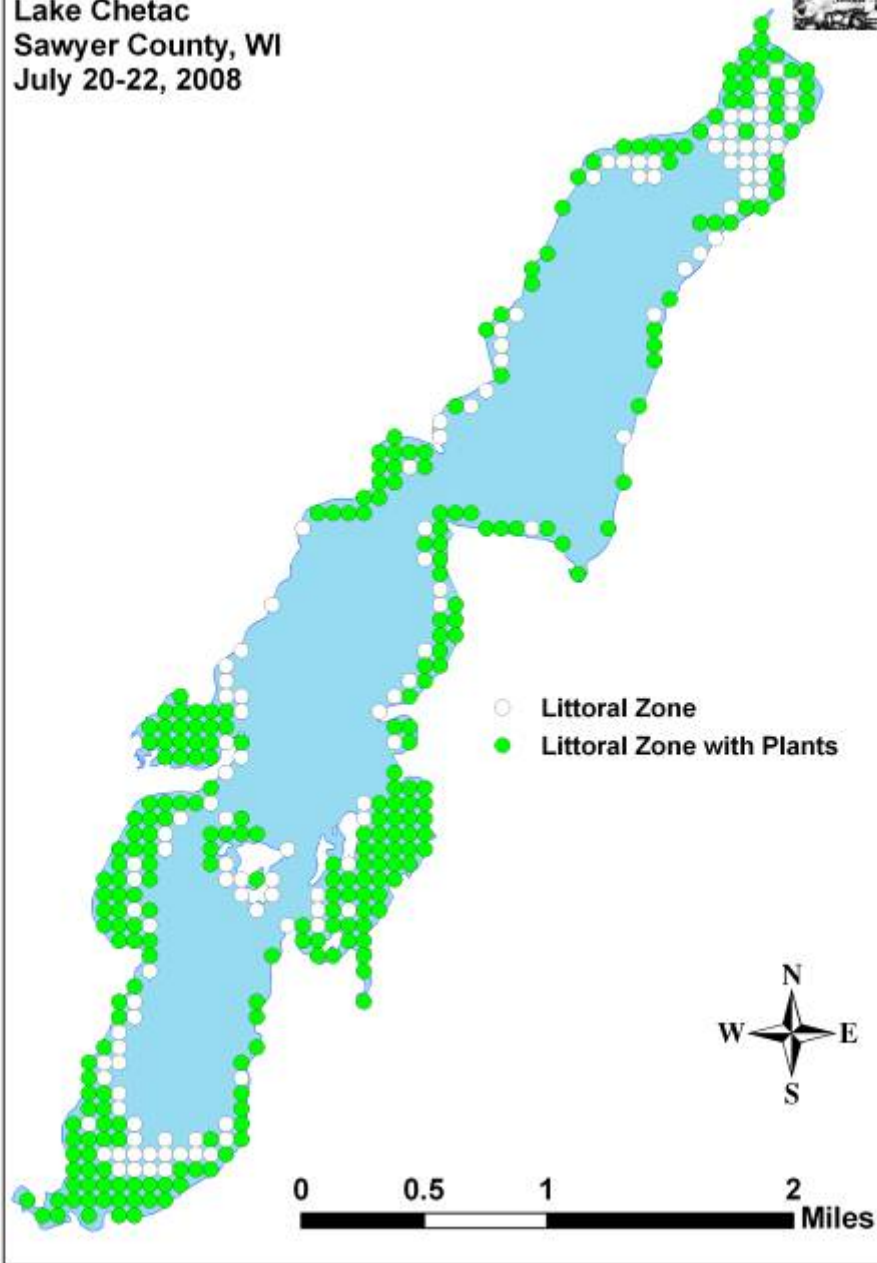 Lake Chetac
Sawyer County, WI
July 20-22, 2008
Littoral Zone
Littoral Zone with Plants
N
W E
S
0 0.5 1 2
Miles